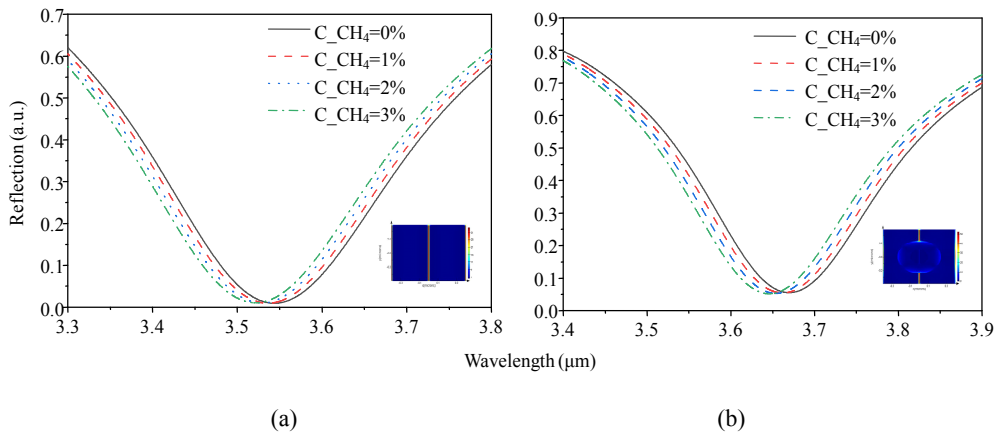 Reflection (a.u.)
0.7
0.6
0.5
0.4
0.3
0.2
0.1
0.0
3.3
3.4
3.5
3.6
3.7
3.8
C_CH₄=0%
C_CH₄=1%
C_CH₄=2%
C_CH₄=3%
0.9
0.8
0.7
0.6
0.5
0.4
0.3
0.2
0.1
0.0
3.4
3.5
3.6
3.7
3.8
3.9
C_CH₄=0%
C_CH₄=1%
C_CH₄=2%
C_CH₄=3%
Wavelength (μm)
(a)
(b)